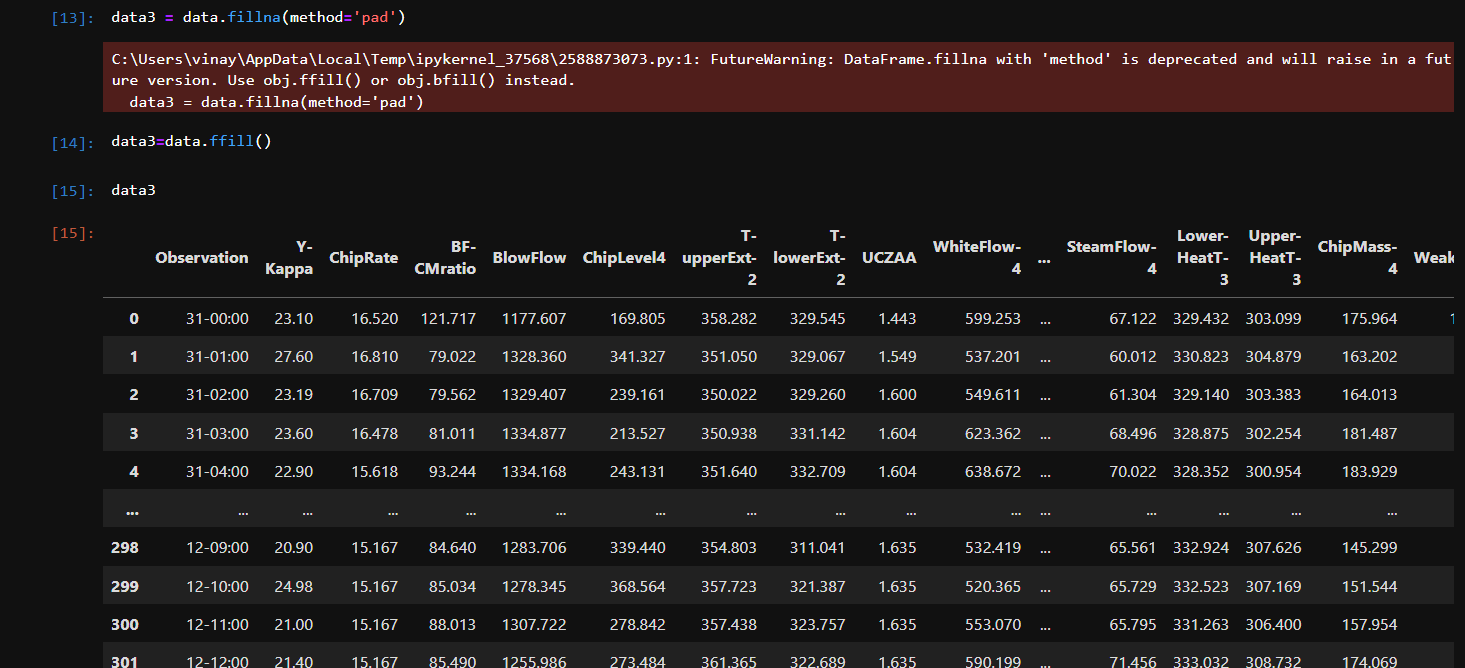 [13]: data3 = data.fillna(method='pad')
C:\Users\vinay\AppData\Local\Temp\ipykernel_37568\2588873073.py:1: FutureWarning: DataFrame.fillna with 'method' is deprecated and will raise in a fut
ure version. Use obj.ffill() or obj.bfill() instead.
data3 = data.fillna(method='pad')
[14]: data3=data.ffill()
[15]: data3
[15]:
Observation Y-Kappa ChipRate BF-CMratio BlowFlow ChipLevel4 T-upperExt-2 T-lowerExt-2 UCZAA WhiteFlow-4 ... SteamFlow-4 Lower-HeatT-3 Upper-HeatT-3 ChipMass-4 Weak
0 31-00:00 23.10 16.520 121.717 1177.607 169.805 358.282 329.545 1.443 599.253 ... 67.122 329.432 303.099 175.964 1
1 31-01:00 27.60 16.810 79.022 1328.360 341.327 351.050 329.067 1.549 537.201 ... 60.012 330.823 304.879 163.202
2 31-02:00 23.19 16.709 79.562 1329.407 239.161 350.022 329.260 1.600 549.611 ... 61.304 329.140 303.383 164.013
3 31-03:00 23.60 16.478 81.011 1334.877 213.527 350.938 331.142 1.604 623.362 ... 68.496 328.875 302.254 181.487
4 31-04:00 22.90 15.618 93.244 1334.168 243.131 351.640 332.709 1.604 638.672 ... 70.022 328.352 300.954 183.929
... ... ... ... ... ... ... ... ... ... ... ... ... ... ... ...
298 12-09:00 20.90 15.167 84.640 1283.706 339.440 354.803 311.041 1.635 532.419 ... 65.561 332.924 307.626 145.299
299 12-10:00 24.98 15.167 85.034 1278.345 368.564 357.723 321.387 1.635 520.365 ... 65.729 332.523 307.169 151.544
300 12-11:00 21.00 15.167 88.013 1307.722 278.842 357.438 323.757 1.635 553.070 ... 65.795 331.263 306.400 157.954
301 12-12:00 21.40 15.167 85.490 1255.986 273.484 361.365 322.689 1.635 590.199 ... 71.456 333.032 308.732 174.069